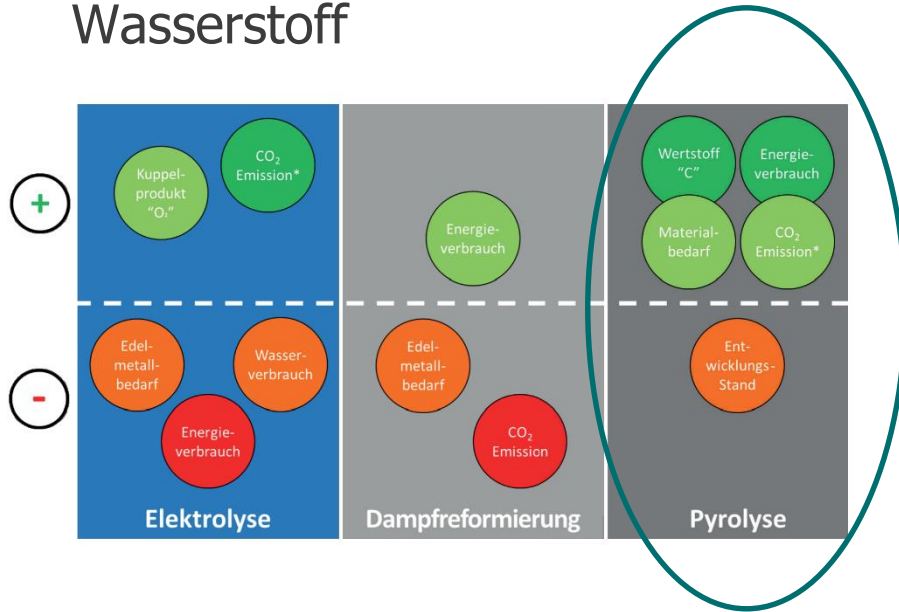 Wasserstoff
+
Kuppel-
produkt
"O₂"
CO₂
Emission*
Energie-
verbrauch
Wertstoff
"C"
Energie-
verbrauch
Material-
bedarf
CO₂
Emission*
-
Edel-
metall-
bedarf
Wasser-
verbrauch
Energie-
verbrauch
Edel-
metall-
bedarf
CO₂
Emission
Ent-
wicklungs-
Stand
Elektrolyse
Dampfreformierung
Pyrolyse